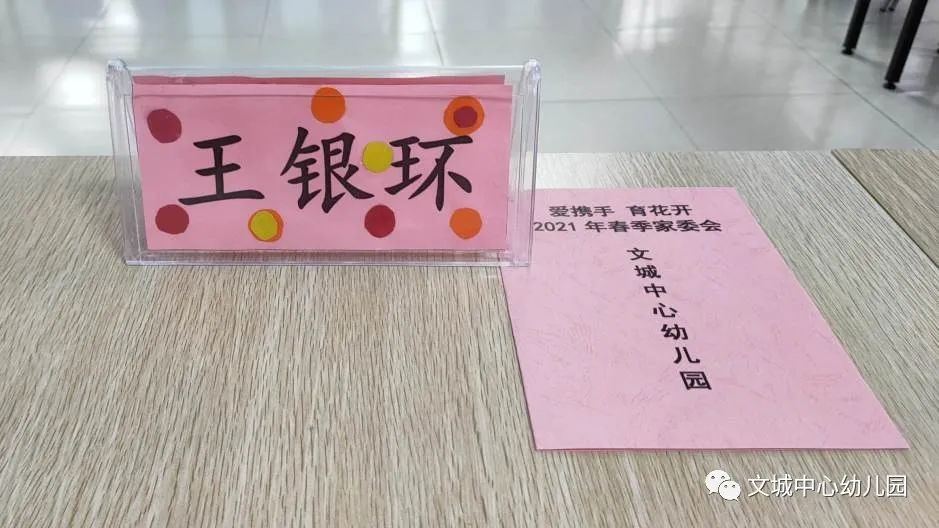 王银环
爱携手 育花开
2021 年春季家委会
文城中心幼儿园
文城中心幼儿园